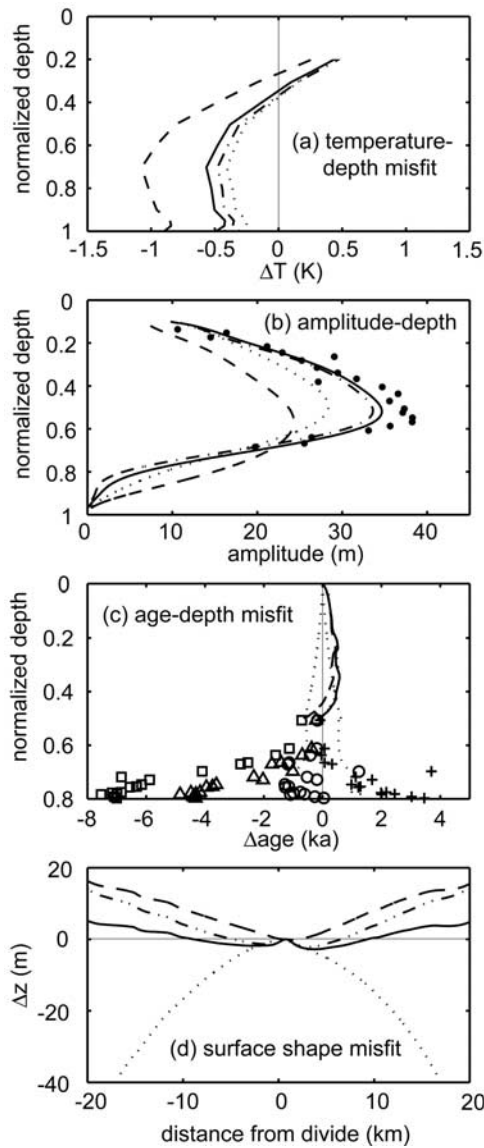 0
0.2
0.4
0.6
0.8
1
normalized depth
(a) temperature-
depth misfit
-1.5 -1 -0.5 0 0.5 1 1.5
ΔT (K)
0
0.2
0.4
0.6
0.8
1
normalized depth
(b) amplitude-depth
0 10 20 30 40
amplitude (m)
0
0.2
0.4
0.6
0.8
normalized depth
(c) age-depth misfit
-8 -6 -4 -2 0 2 4
Δage (ka)
20
0
-20
-40
Δz (m)
(d) surface shape misfit
-20 -10 0 10 20
distance from divide (km)